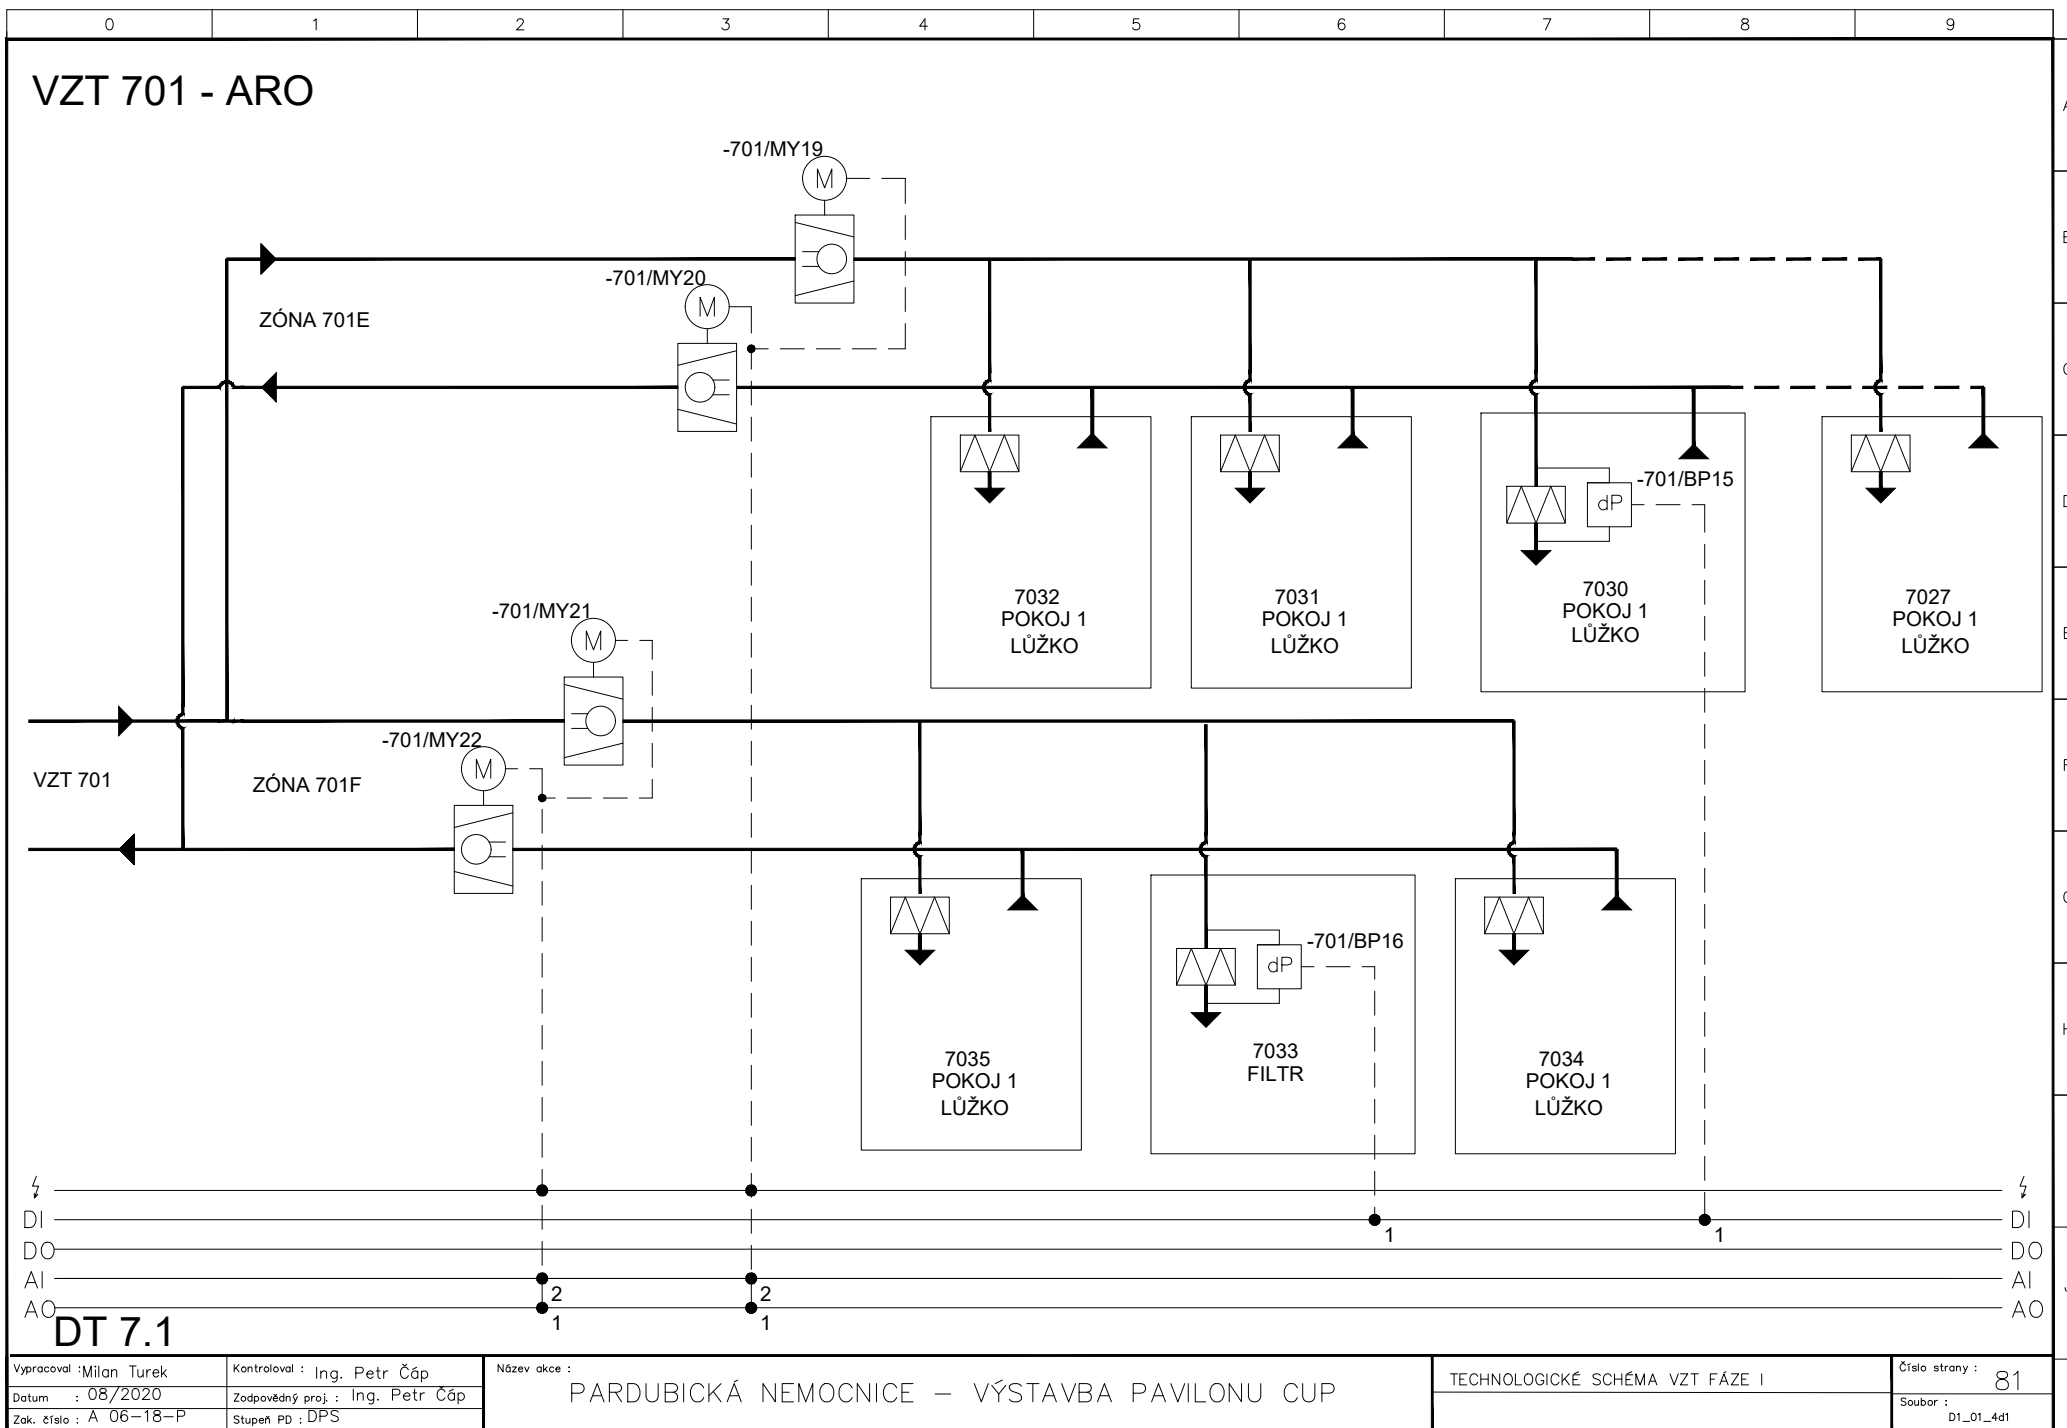 0 1 2 3 4 5 6 7 8 9
VZT 701 - ARO
A
-701/MY19
M
B
-701/MY20
M
ZÓNA 701E
C
-701/BP15
dP
D
7032
POKOJ 1
LŮŽKO
7031
POKOJ 1
LŮŽKO
7030
POKOJ 1
LŮŽKO
7027
POKOJ 1
LŮŽKO
E
-701/MY21
M
-701/MY22
M
VZT 701
ZÓNA 701F
F
G
-701/BP16
dP
H
7035
POKOJ 1
LŮŽKO
7033
FILTR
7034
POKOJ 1
LŮŽKO
DI 1 1 DI
DO DO
AI AI
2 2
AO AO
1 1
DT 7.1
Vypracoval : Milan Turek
Datum : 08/2020
Zak. číslo : A 06-18-P
Kontroloval : Ing. Petr Čáp
Zodpovědný proj. : Ing. Petr Čáp
Stupeň PD : DPS
Název akce :
PARDUBICKÁ NEMOCNICE – VÝSTAVBA PAVILONU CUP
TECHNOLOGICKÉ SCHÉMA VZT FÁZE I
Číslo strany : 81
Soubor :
D1_01_4d1